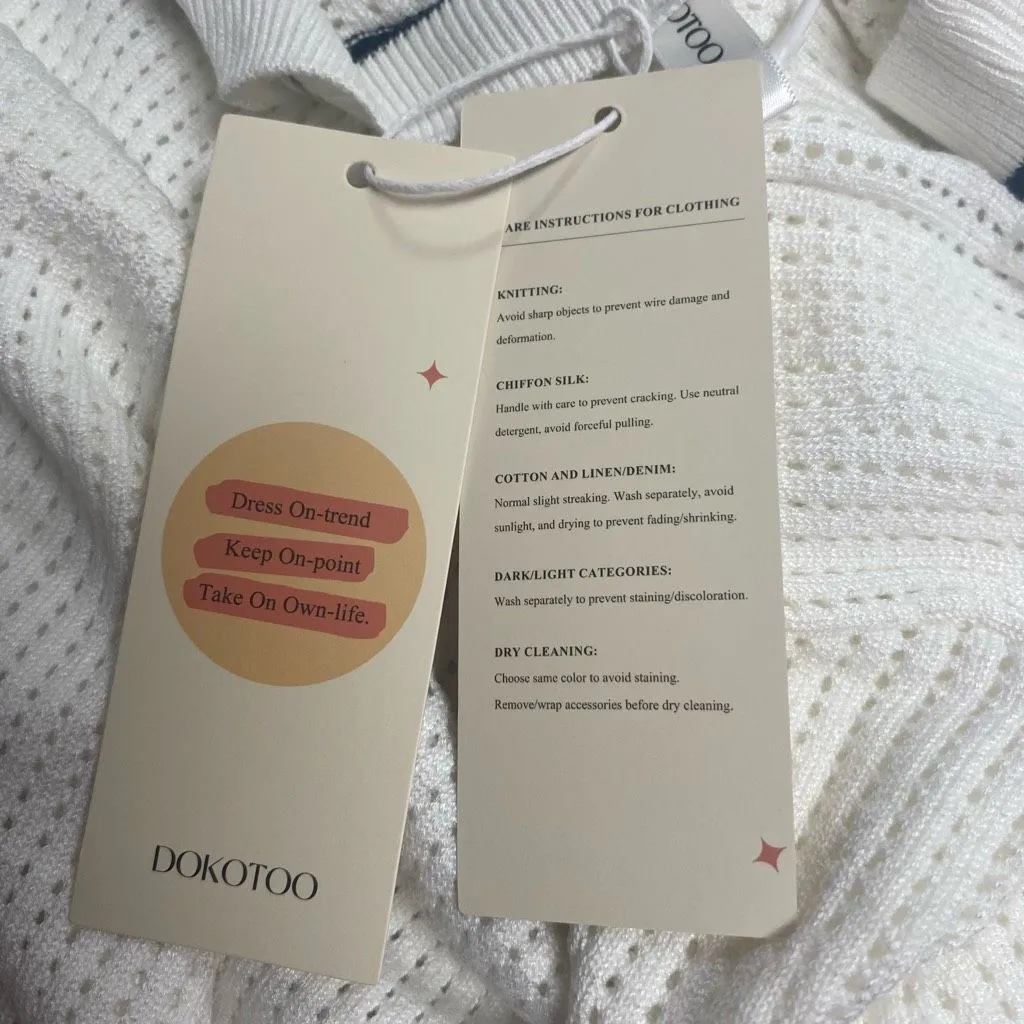 Dress On-trend
Keep On-point
Take On Own-life.
DOKOTOO
ARE INSTRUCTIONS FOR CLOTHING
KNITTING:
Avoid sharp objects to prevent wire damage and
deformation.
CHIFFON SILK:
Handle with care to prevent cracking. Use neutral
detergent, avoid forceful pulling.
COTTON AND LINEN/DENIM:
Normal slight streaking. Wash separately, avoid
sunlight, and drying to prevent fading/shrinking.
DARK/LIGHT CATEGORIES:
Wash separately to prevent staining/discoloration.
DRY CLEANING:
Choose same color to avoid staining.
Remove/wrap accessories before dry cleaning.
OTOO